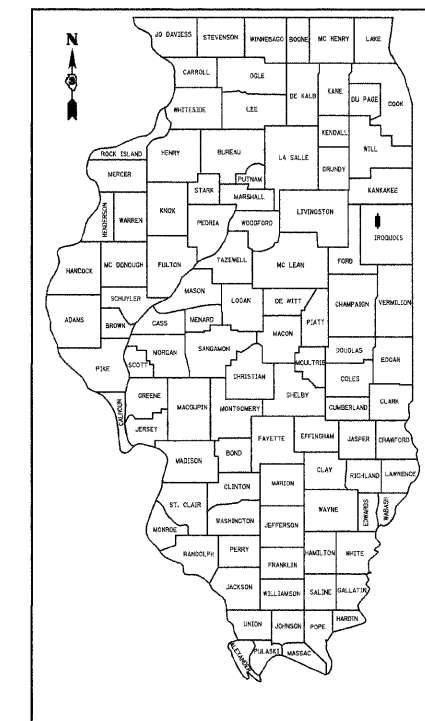 N
JO DAVIESS STEVENSON WINNEBAGO BOONE MC HENRY LAKE
CARROLL OGLE
DE KALB KANE DU PAGE COOK
WHITESIDE LEE
KENDALL WILL
ROCK ISLAND HENRY BUREAU LA SALLE GRUNDY
MERCER PUTNAM
STARK MARSHALL KANKAKEE
HENDERSON WARREN KNOX PEORIA WOODFORD LIVINGSTON IROQUOIS
HANCOCK MC DONOUGH FULTON TAZEWELL MC LEAN FORD
MASON
SCHUYLER LOGAN DE WITT CHAMPAIGN VERMILION
ADAMS BROWN CASS MENARD MACON PIATT
MORGAN SANGAMON DOUGLAS EDGAR
PIKE SCOTT CHRISTIAN MOULTRIE COLES
GREENE SHELBY CLARK
CALHOUN MACOUPIN MONTGOMERY CUMBERLAND
JERSEY
FAYETTE EFFINGHAM JASPER CRAWFORD
MADISON BOND
CLAY RICHLAND LAWRENCE
CLINTON MARION
ST. CLAIR WAYNE EDWARDS WABASH
WASHINGTON JEFFERSON
MONROE
RANDOLPH PERRY HAMILTON WHITE
FRANKLIN
JACKSON WILLIAMSON SALINE GALLATIN
HARDIN
UNION JOHNSON POPE
ALEXANDER PULASKI MASSAC